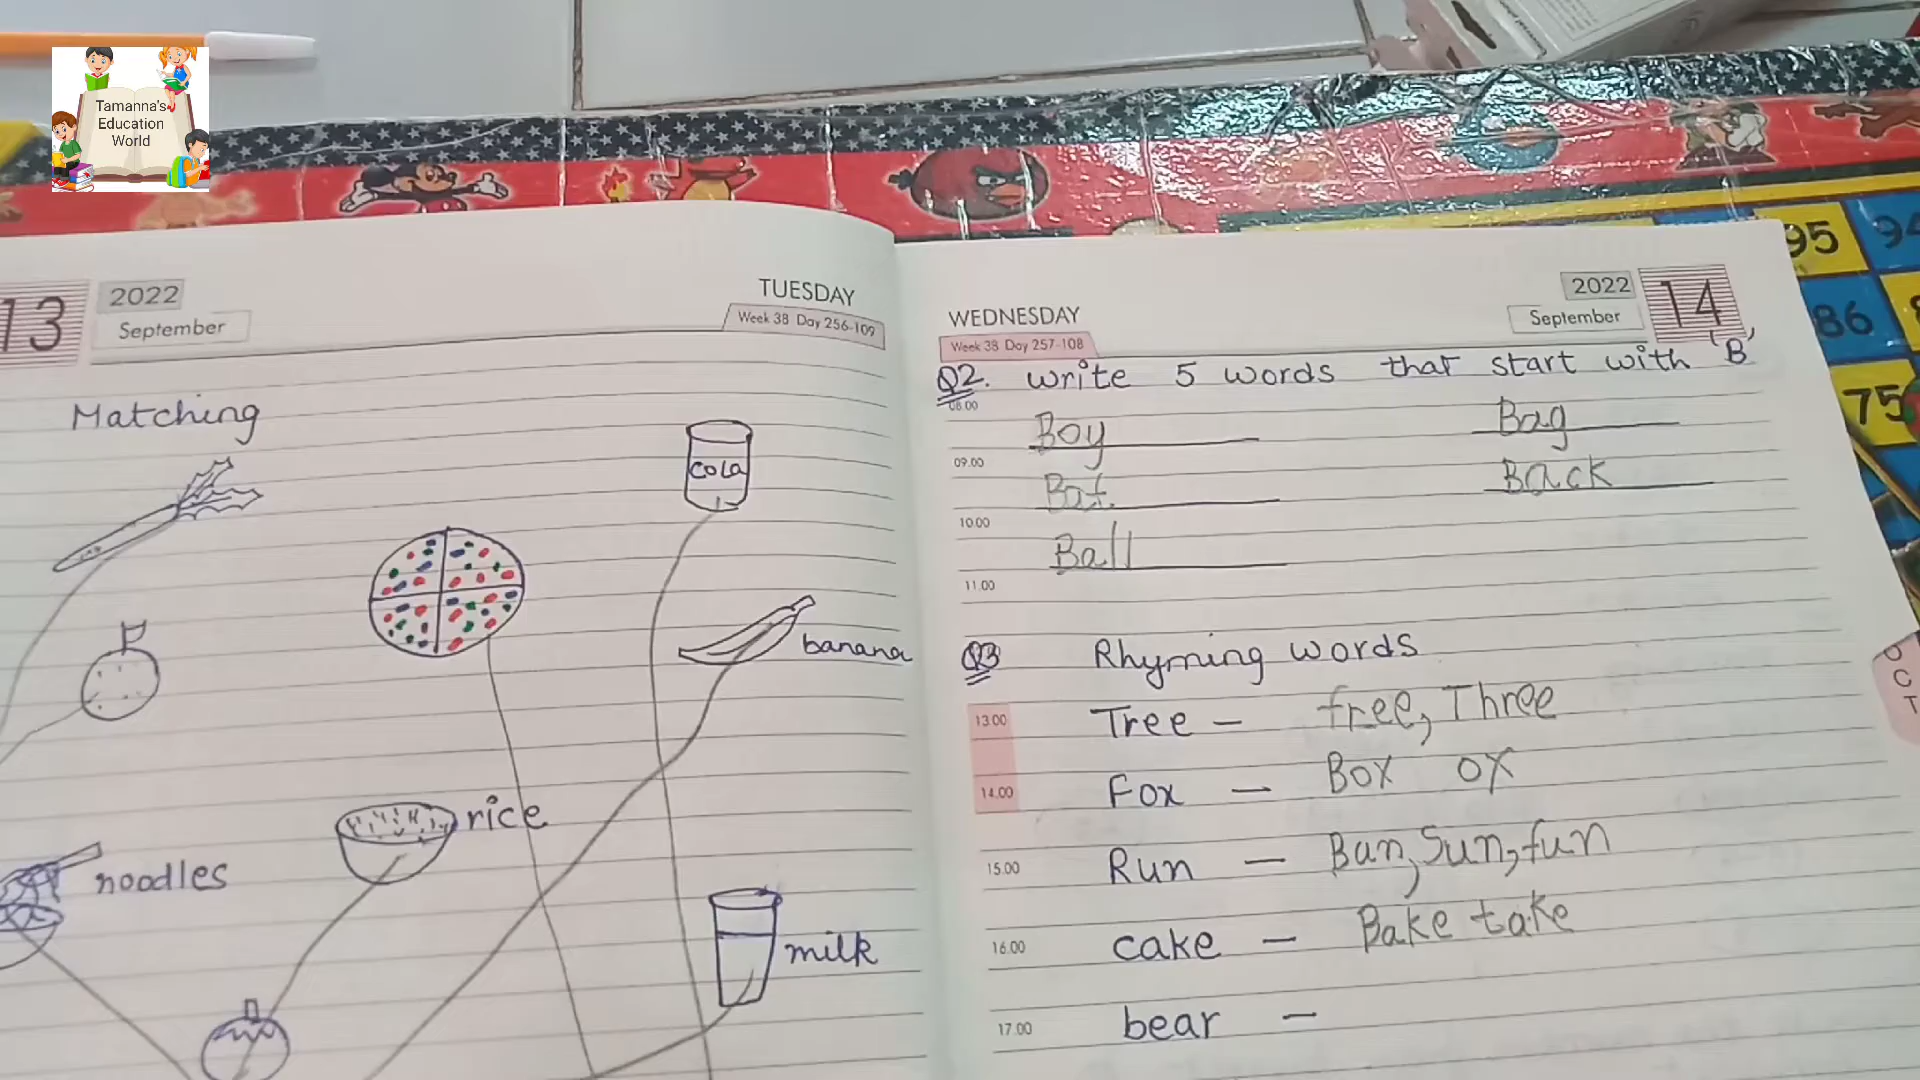 Tamanna's
Education
World
13
2022
September
TUESDAY
Week 38 Day 256-109
Matching
cola
banana
rice
noodles
milk
WEDNESDAY
Week 38 Day 257-108
2022
September
14
Q2. write 5 words that start with 'B'
08.00
Boy
Bag
09.00
Bat
Back
10.00
Ball
11.00
Q3 Rhyming words
13.00 Tree - free, Three
14.00 Fox - Box ox
15.00 Run - Ban, Sun, fun
16.00 cake - Bake take
17.00 bear -
OCT
95
94
86
75